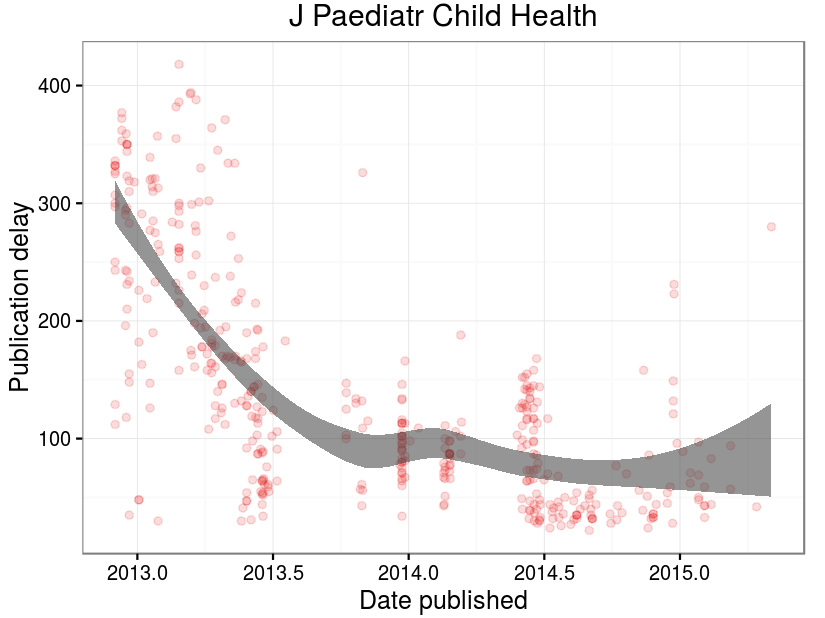 J Paediatr Child Health
Publication delay
400
300
200
100
2013.0 2013.5 2014.0 2014.5 2015.0
Date published